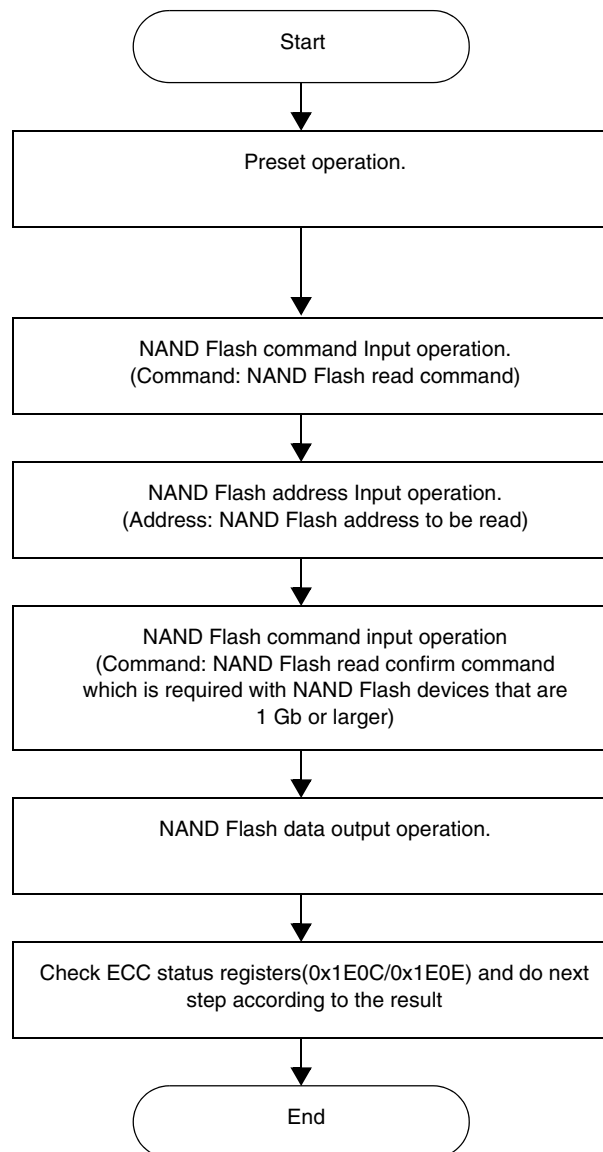 Start
Preset operation.
NAND Flash command Input operation.
(Command: NAND Flash read command)
NAND Flash address Input operation.
(Address: NAND Flash address to be read)
NAND Flash command input operation
(Command: NAND Flash read confirm command
which is required with NAND Flash devices that are
1 Gb or larger)
NAND Flash data output operation.
Check ECC status registers(0x1E0C/0x1E0E) and do next
step according to the result
End